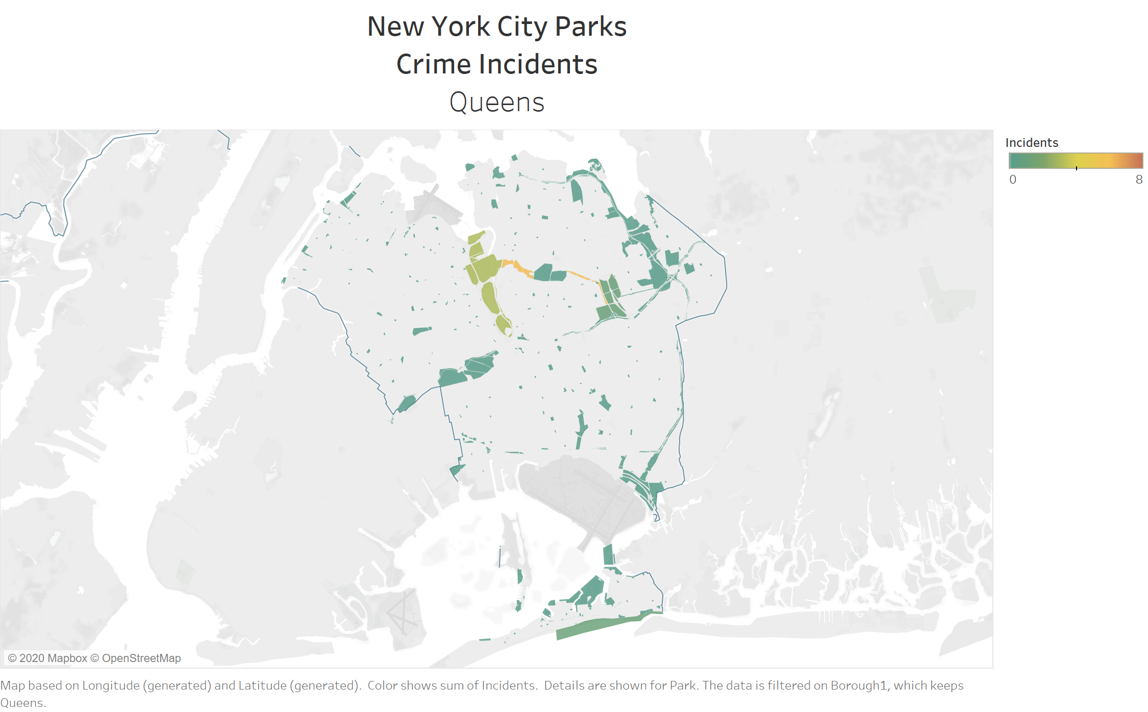 New York City Parks
Crime Incidents
Queens
Incidents
0 8
© 2020 Mapbox © OpenStreetMap
Map based on Longitude (generated) and Latitude (generated).  Color shows sum of Incidents.  Details are shown for Park. The data is filtered on Borough1, which keeps
Queens.